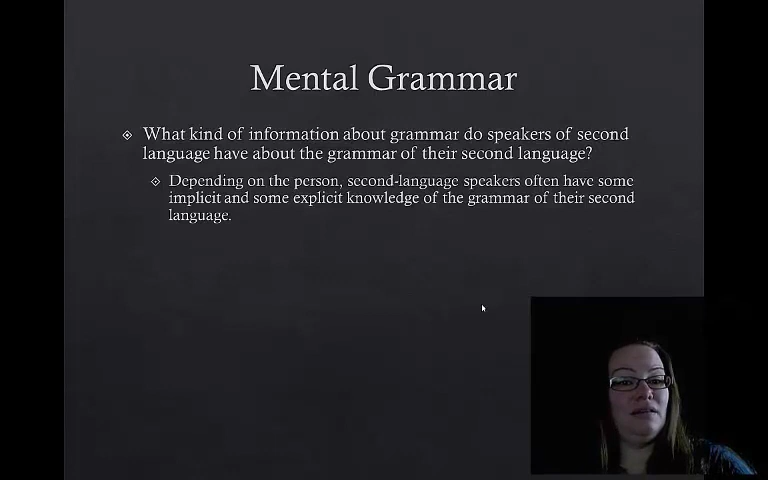 Mental Grammar
What kind of information about grammar do speakers of second
language have about the grammar of their second language?
Depending on the person, second-language speakers often have some
implicit and some explicit knowledge of the grammar of their second
language.